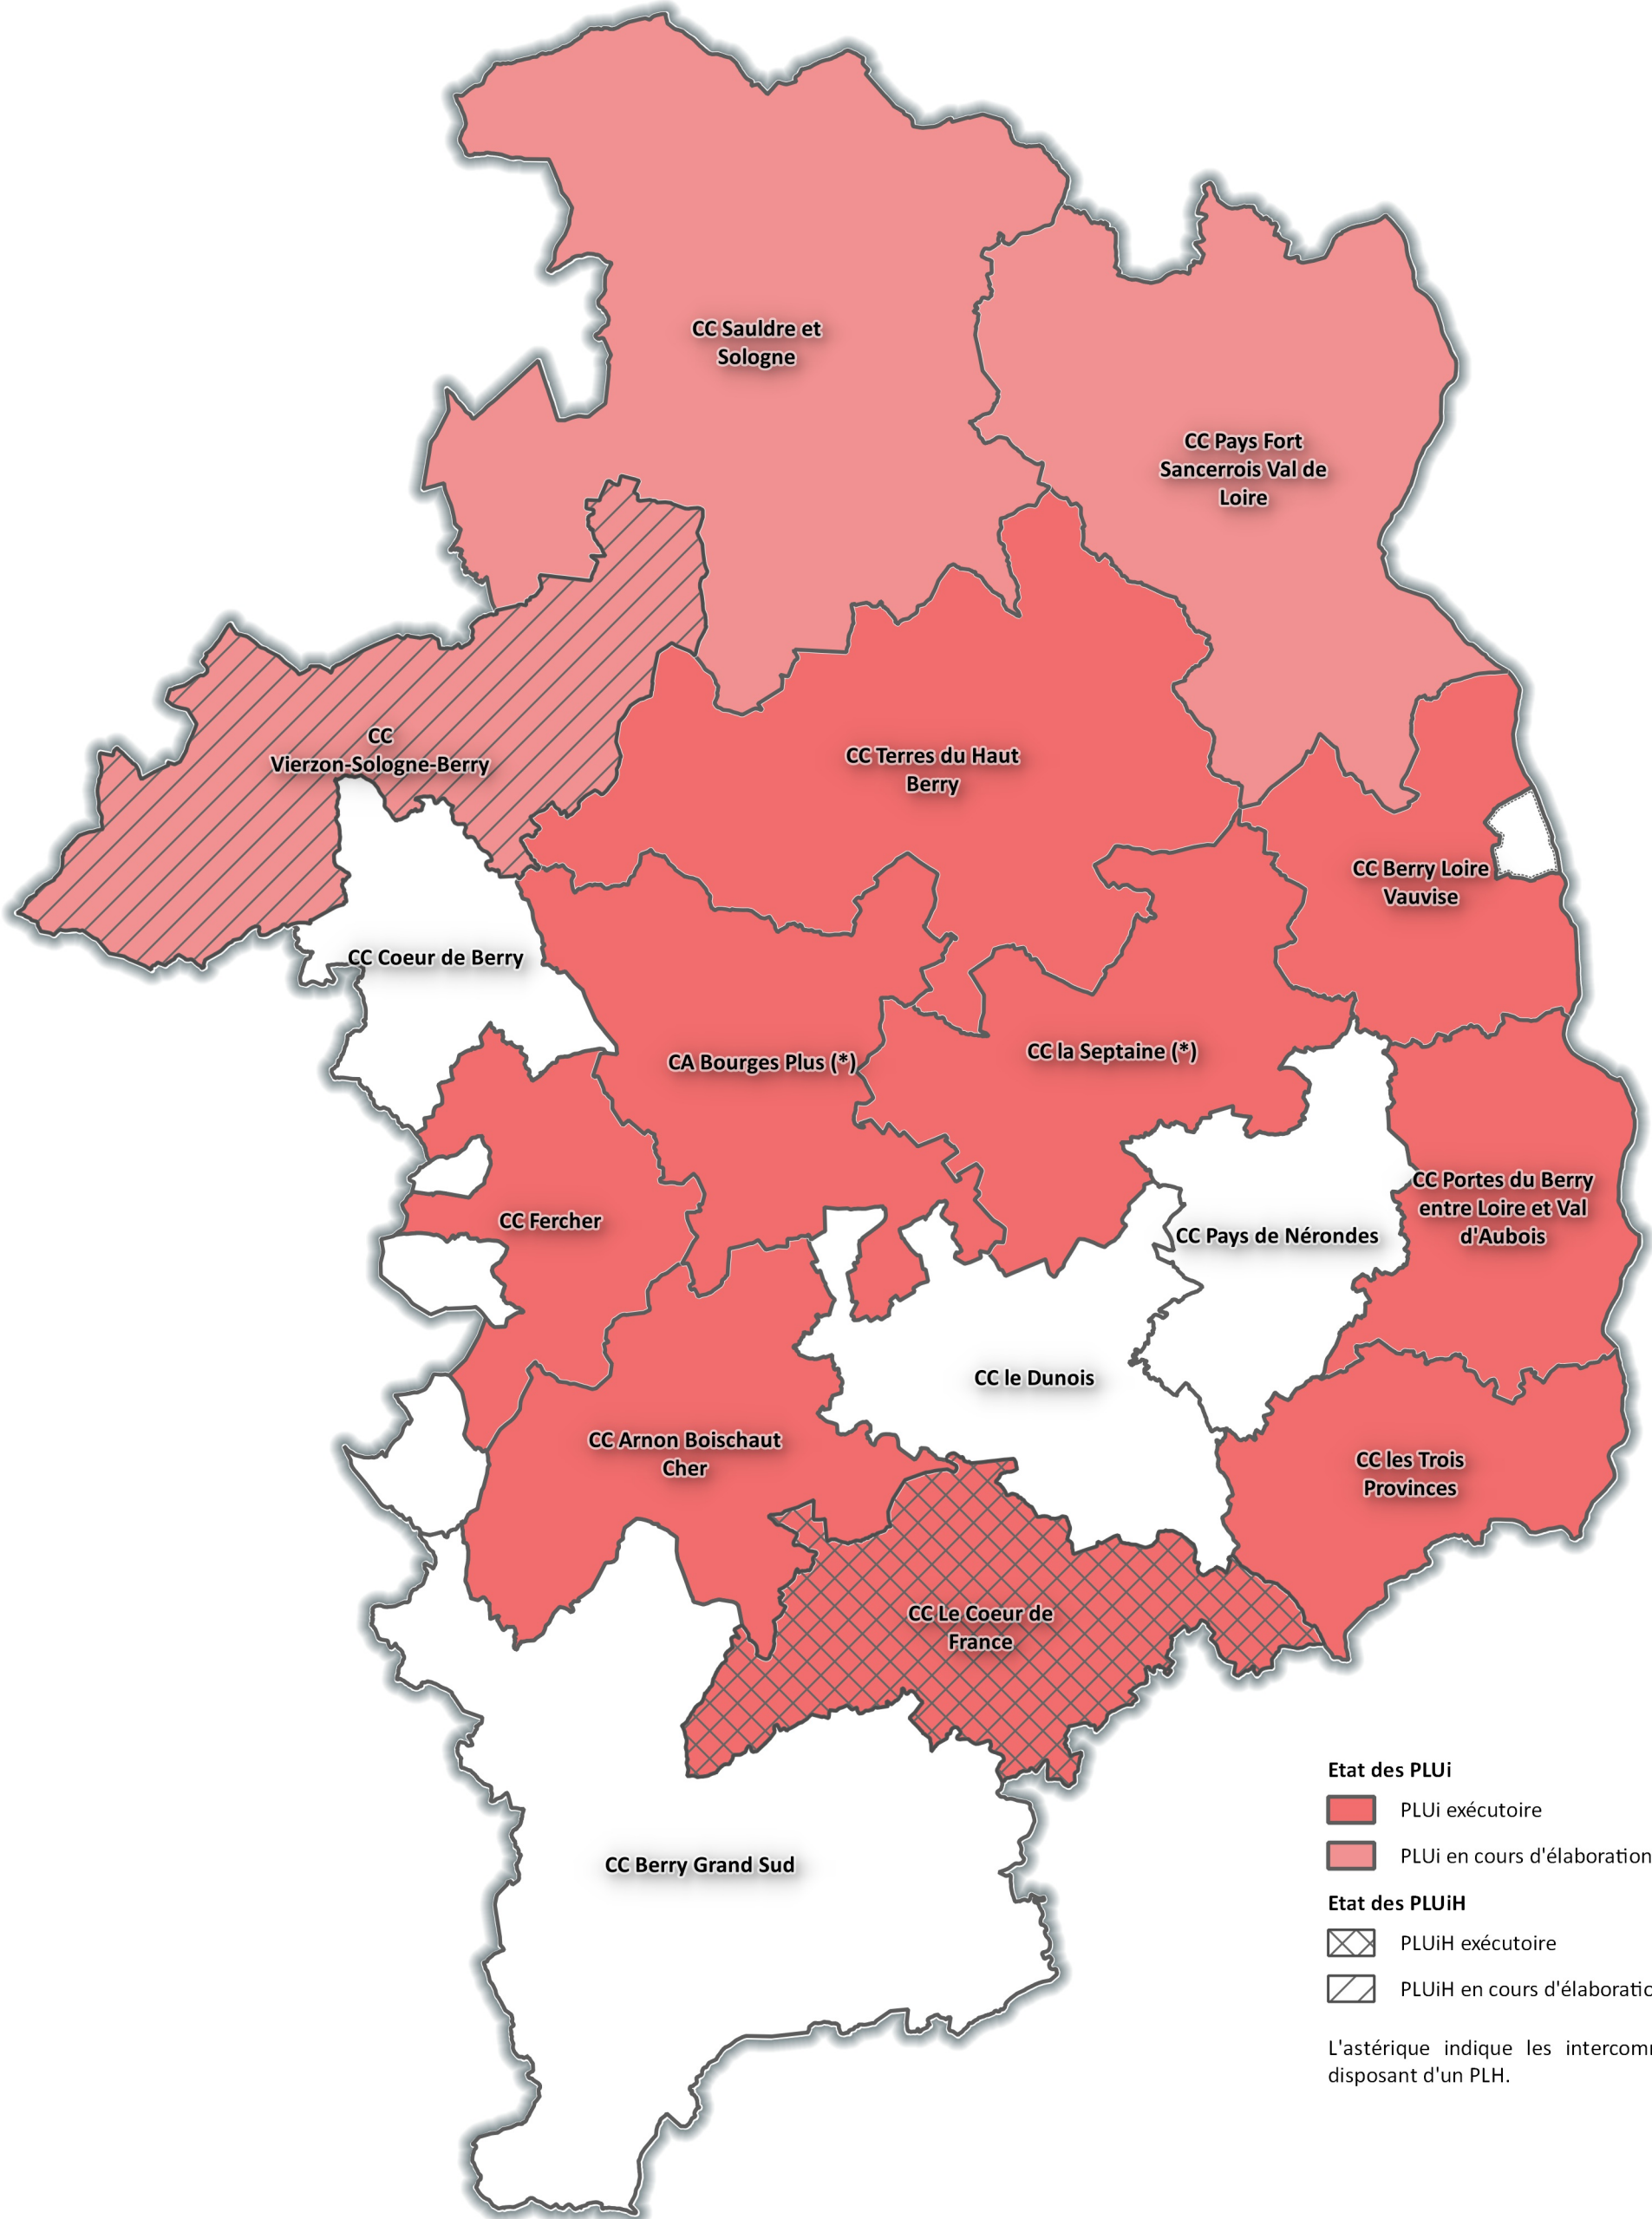 CC Sauldre et
Sologne
CC Pays Fort
Sancerrois Val de
Loire
CC
Vierzon-Sologne-Berry
CC Terres du Haut
Berry
CC Berry Loire
Vauvise
CC Coeur de Berry
CA Bourges Plus (*)
CC la Septaine (*)
CC Fercher
CC Pays de Nérondes
CC Portes du Berry
entre Loire et Val
d'Aubois
CC le Dunois
CC Arnon Boischaut
Cher
CC les Trois
Provinces
CC Le Coeur de
France
CC Berry Grand Sud
Etat des PLUi
PLUi exécutoire
PLUi en cours d'élaboration
Etat des PLUiH
PLUiH exécutoire
PLUiH en cours d'élaboratio
L'astérique indique les intercom
disposant d'un PLH.